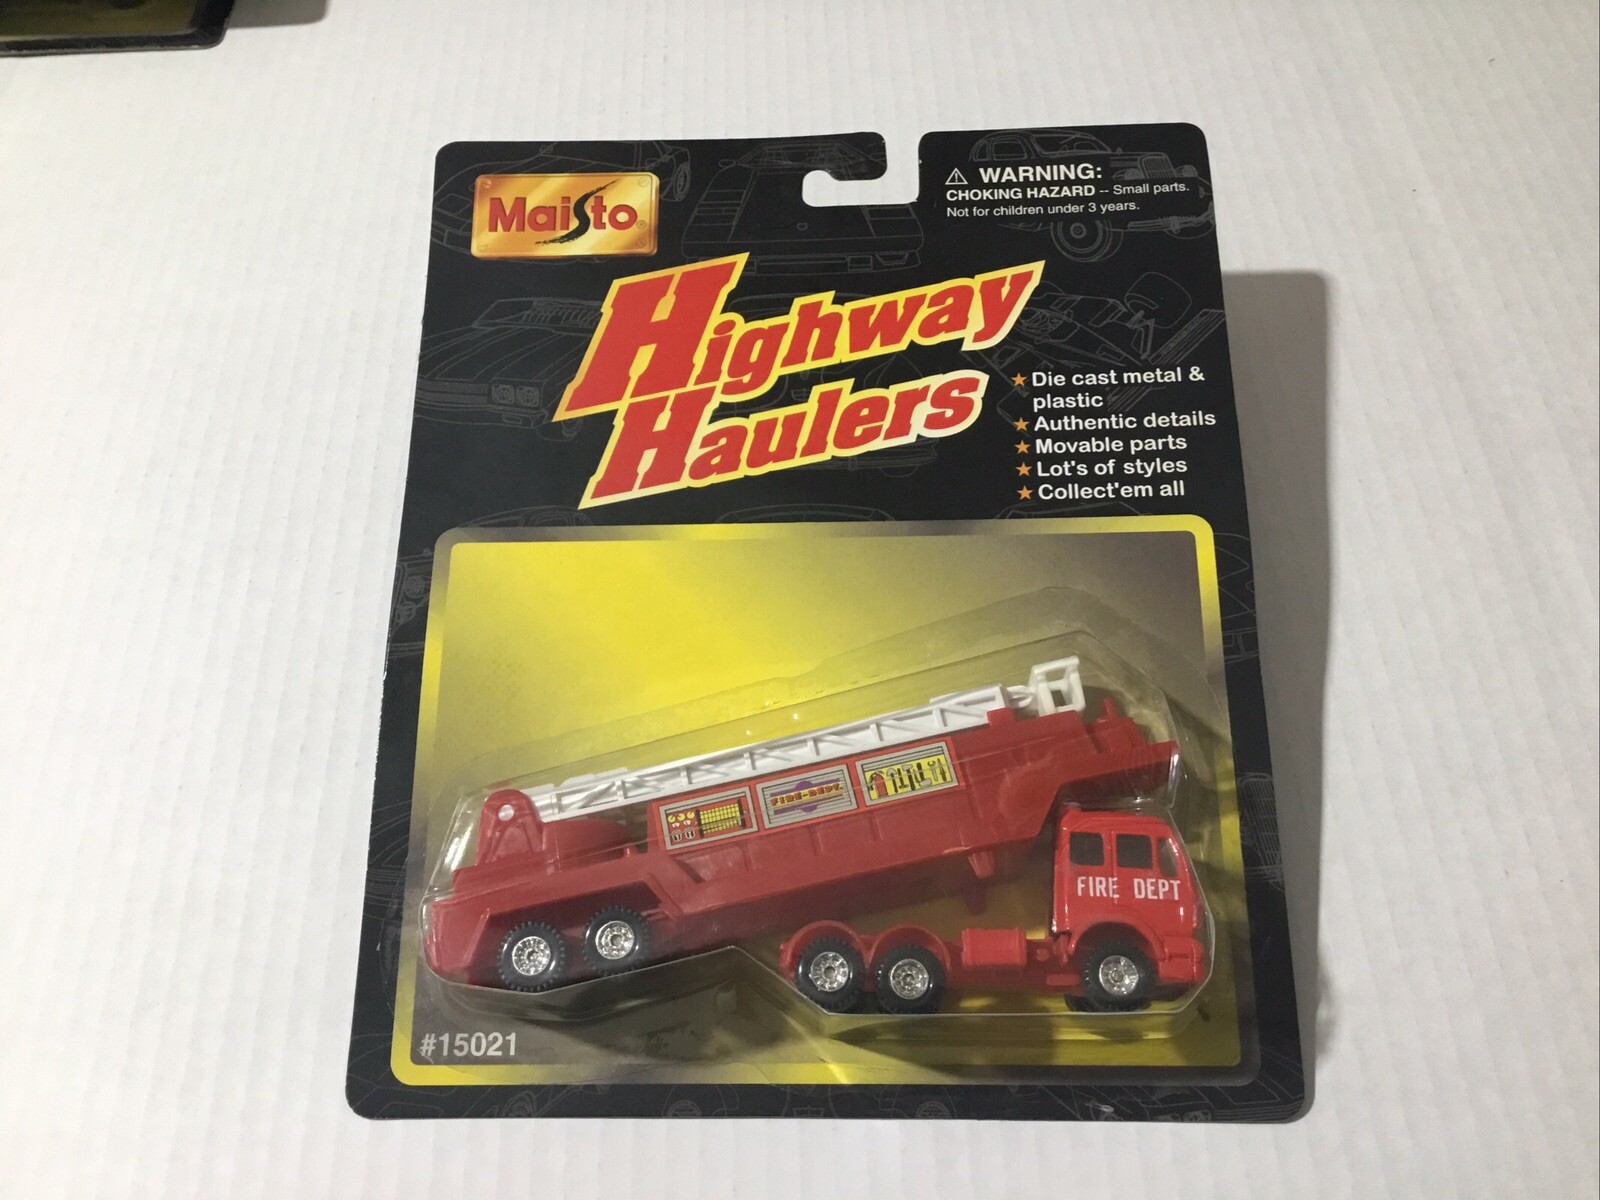 Maisto
WARNING:
CHOKING HAZARD -- Small parts.
Not for children under 3 years.
Highway
Haulers
Die cast metal &
plastic
Authentic details
Movable parts
Lot's of styles
Collect'em all
FIRE-DEPT.
FIRE DEPT
#15021